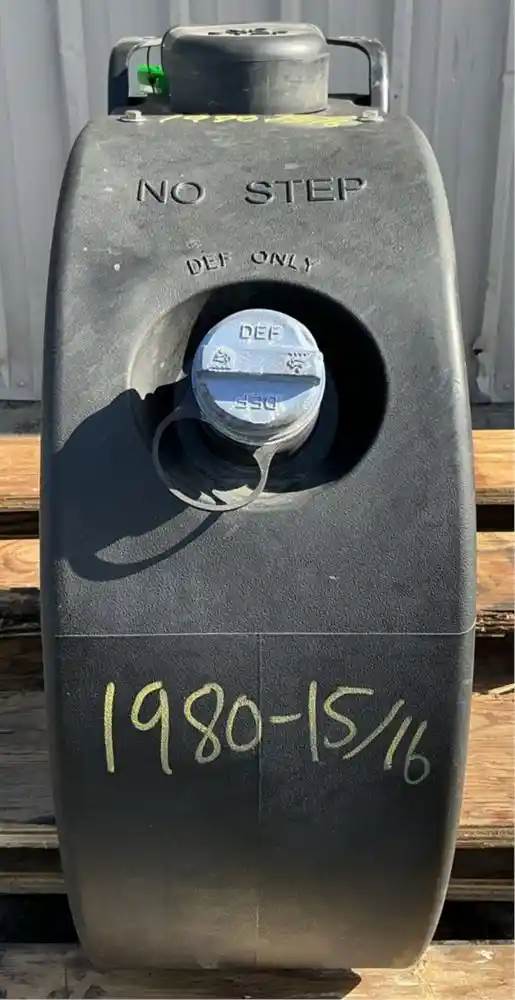 NO STEP
DEF ONLY
DEF
DEF
1980-15/16